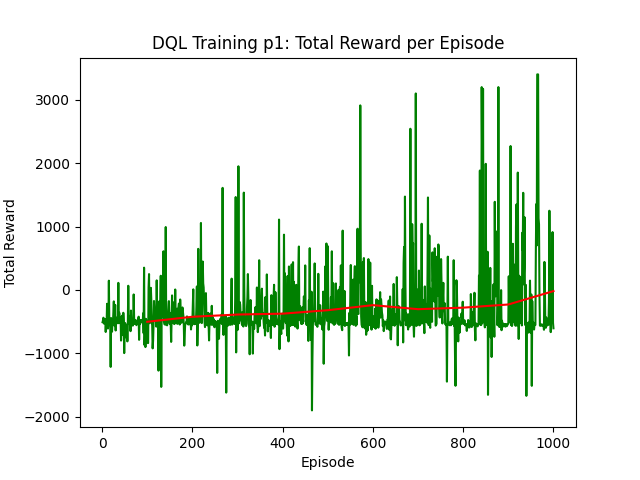 DQL Training p1: Total Reward per Episode
Total Reward
3000
2000
1000
0
−1000
−2000
0 200 400 600 800 1000
Episode